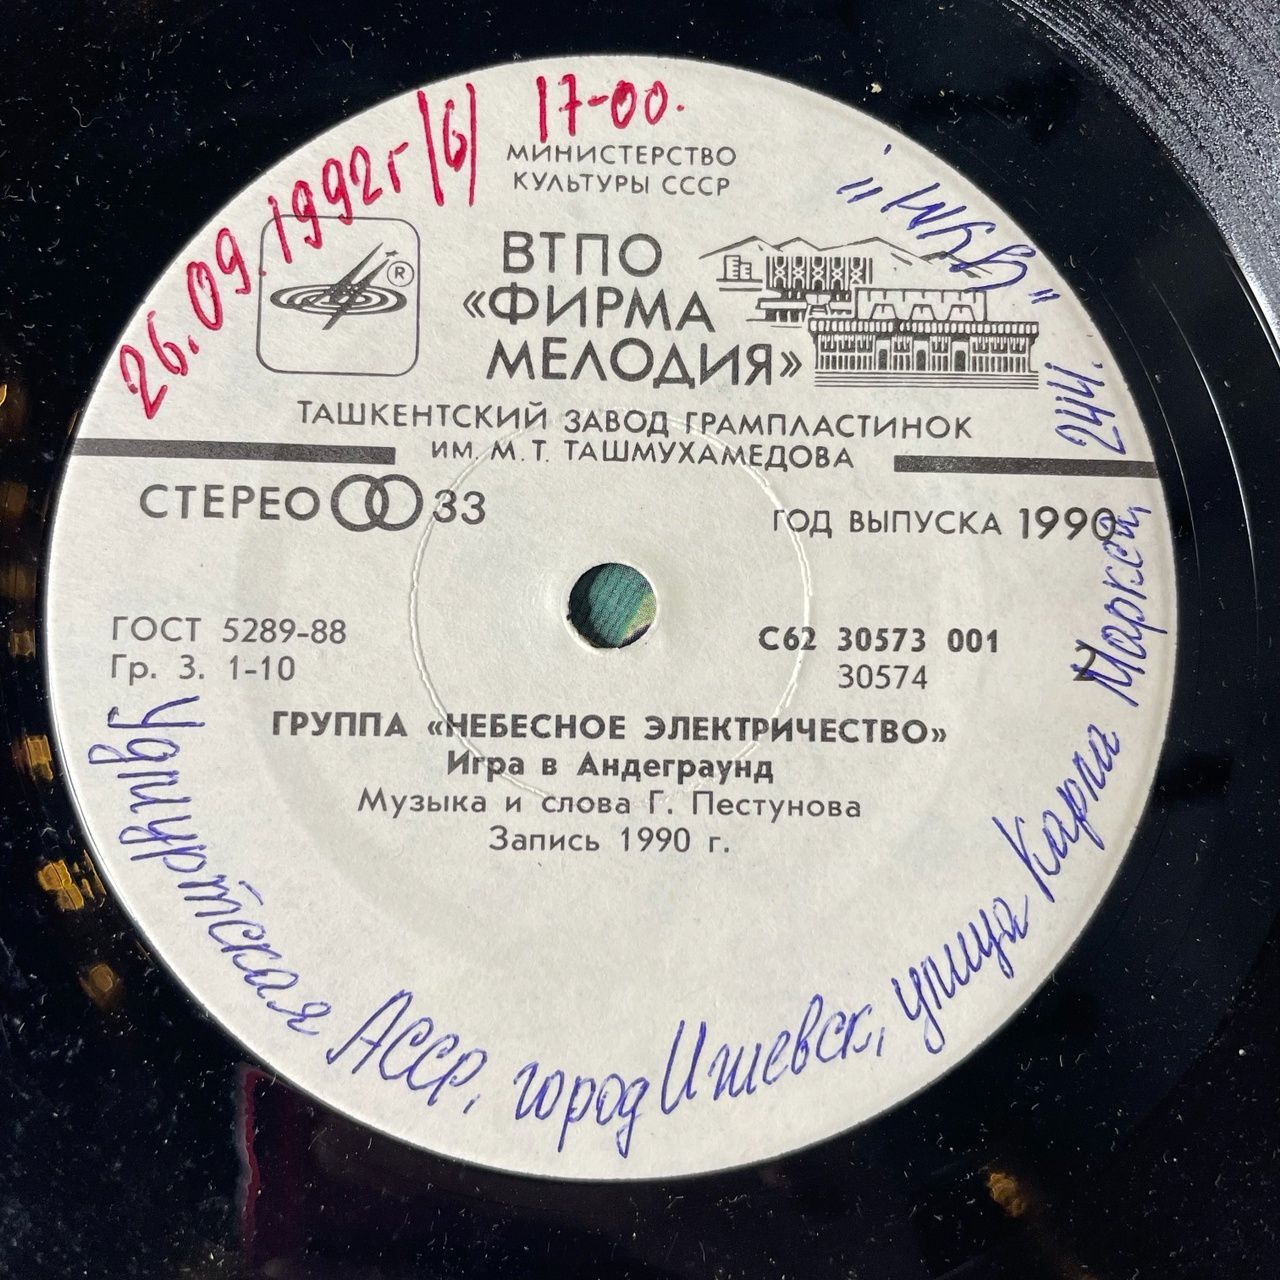 26.09.1992г (6) 17-00.
МИНИСТЕРСТВО
КУЛЬТУРЫ СССР
ВТПО
«ФИРМА
МЕЛОДИЯ»
®
ТАШКЕНТСКИЙ ЗАВОД ГРАМПЛАСТИНОК
ИМ. М. Т. ТАШМУХАМЕДОВА
СТЕРЕО 33
ГОД ВЫПУСКА 1990
ГОСТ 5289-88
Гр. 3. 1-10
С62 30573 001
30574
2
ГРУППА «НЕБЕСНОЕ ЭЛЕКТРИЧЕСТВО»
Игра в Андеграунд
Музыка и слова Г. Пестунова
Запись 1990 г.
Удмуртская АССР, город Ижевск, улица Карла Маркса, 244.